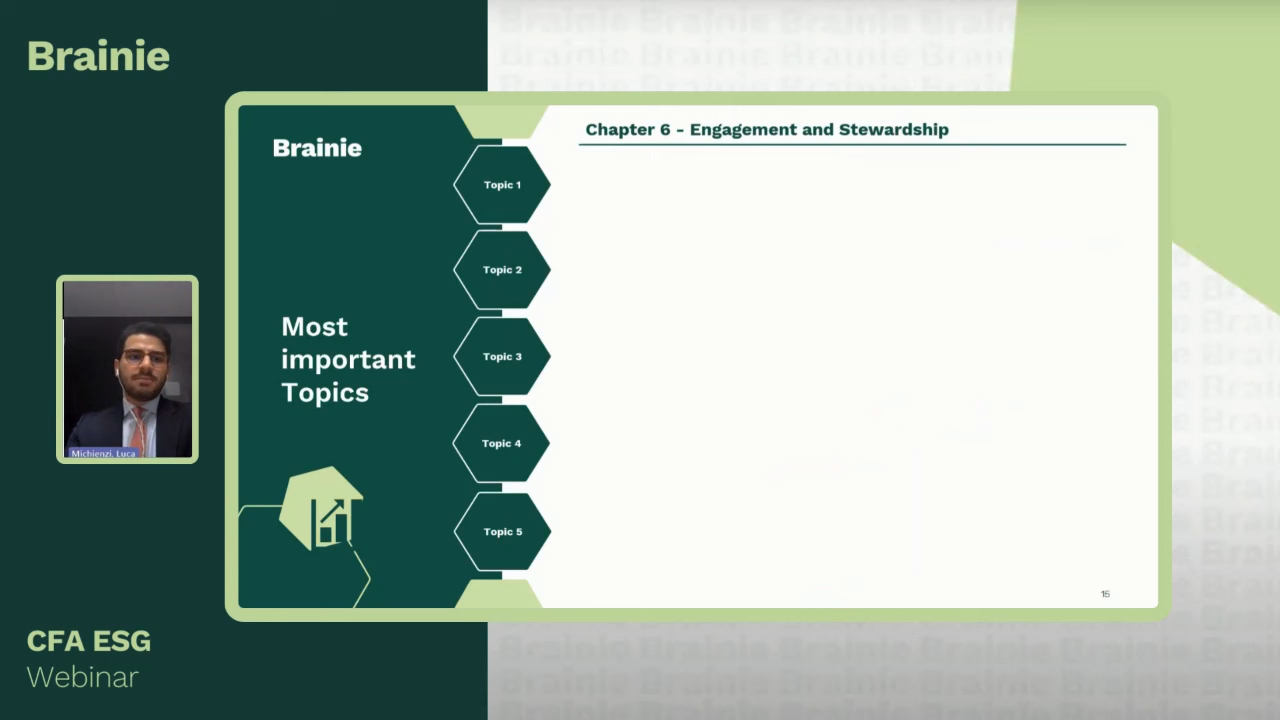 Brainie
Brainie
Chapter 6 - Engagement and Stewardship
Topic 1
Topic 2
Most
important
Topics
Topic 3
Topic 4
Topic 5
Michienzi, Luca
15
CFA ESG
Webinar